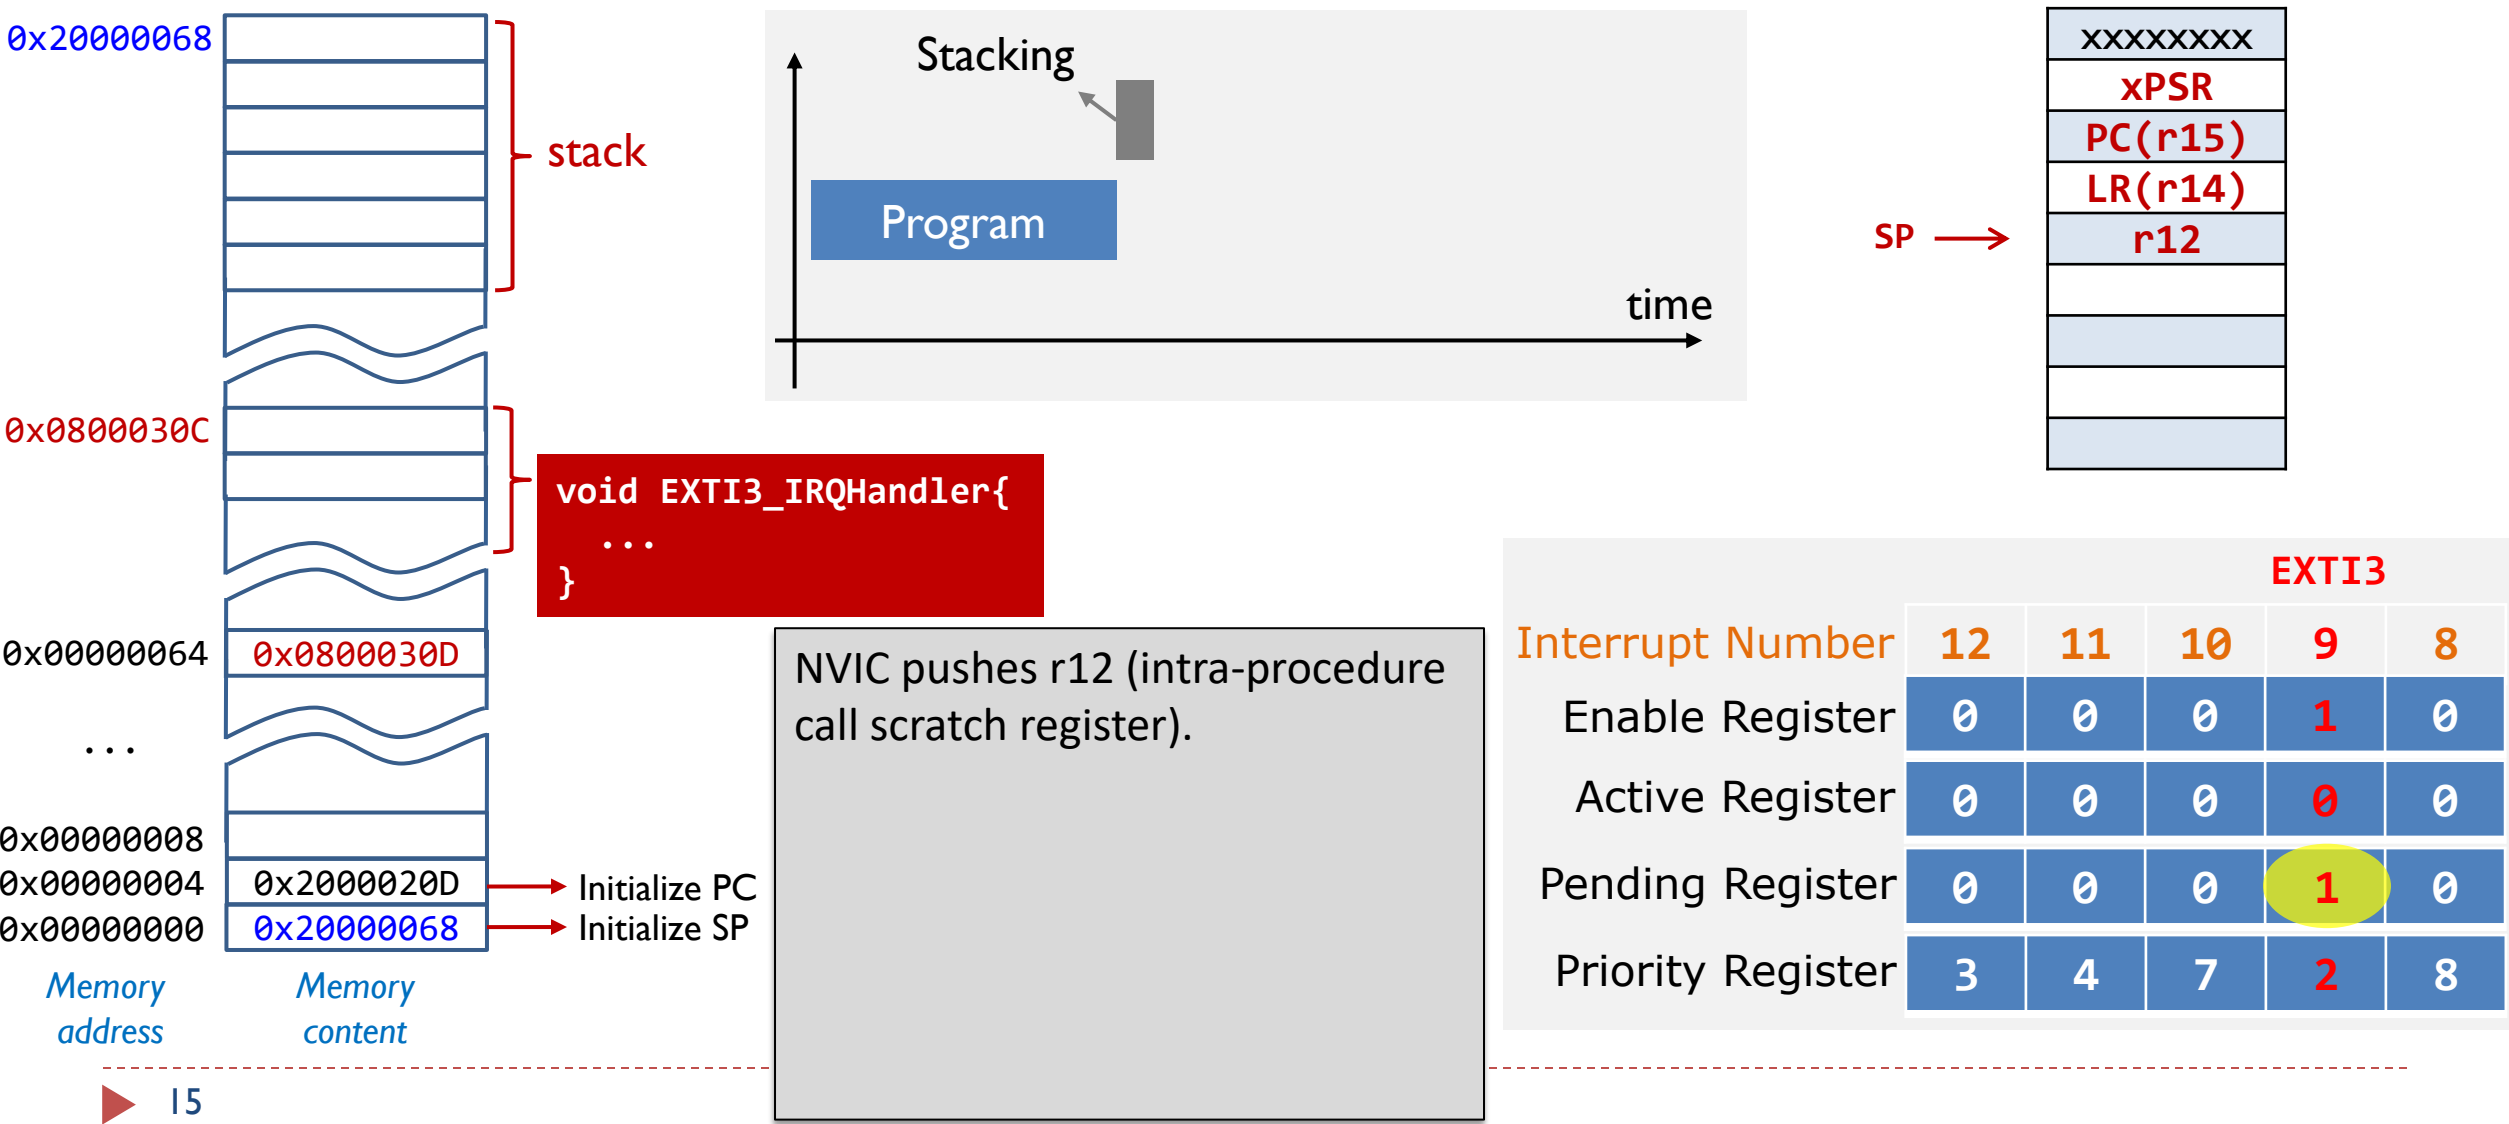 0x20000068
stack
0x0800030C
void EXTI3_IRQHandler{
...
}
0x00000064 0x0800030D
...
0x00000008
0x00000004 0x2000020D Initialize PC
0x00000000 0x20000068 Initialize SP
Memory address
Memory content
Stacking
Program
time
xxxxxxxx
xPSR
PC(r15)
LR(r14)
SP r12
NVIC pushes r12 (intra-procedure
call scratch register).
EXTI3
Interrupt Number 12 11 10 9 8
Enable Register 0 0 0 1 0
Active Register 0 0 0 0 0
Pending Register 0 0 0 1 0
Priority Register 3 4 7 2 8
15